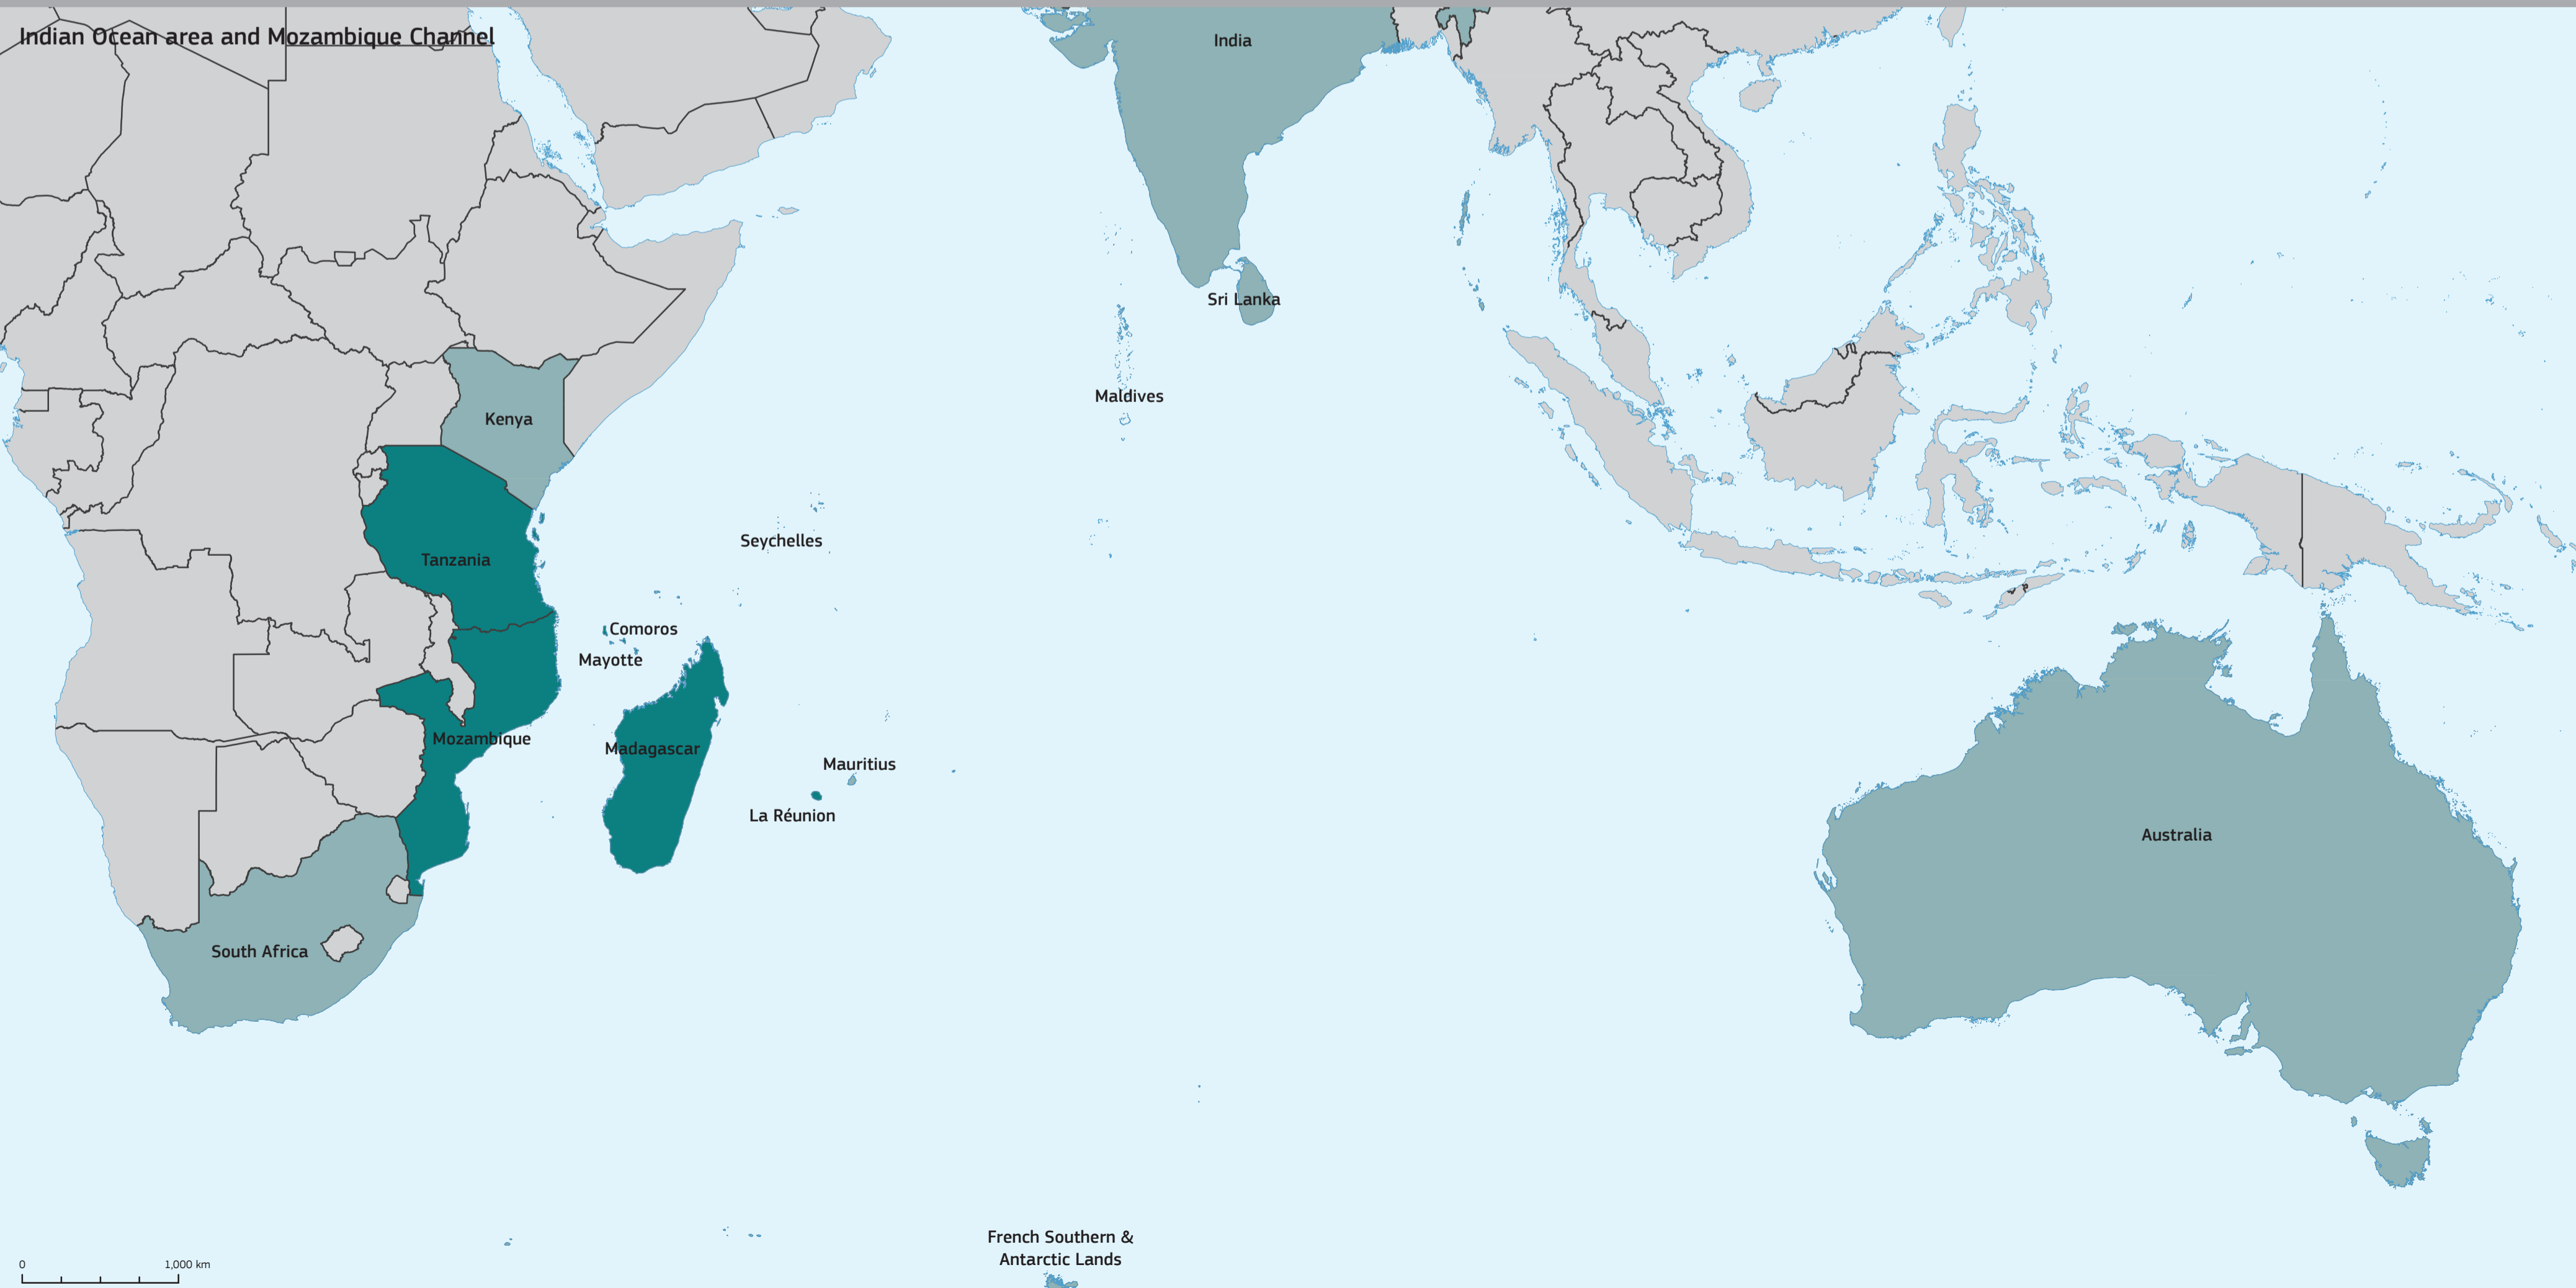 Indian Ocean area and Mozambique Channel
India
Sri Lanka
Maldives
Kenya
Seychelles
Tanzania
Comoros
Mayotte
Mozambique
Madagascar
Mauritius
La Réunion
Australia
South Africa
French Southern &
Antarctic Lands
0 1,000 km